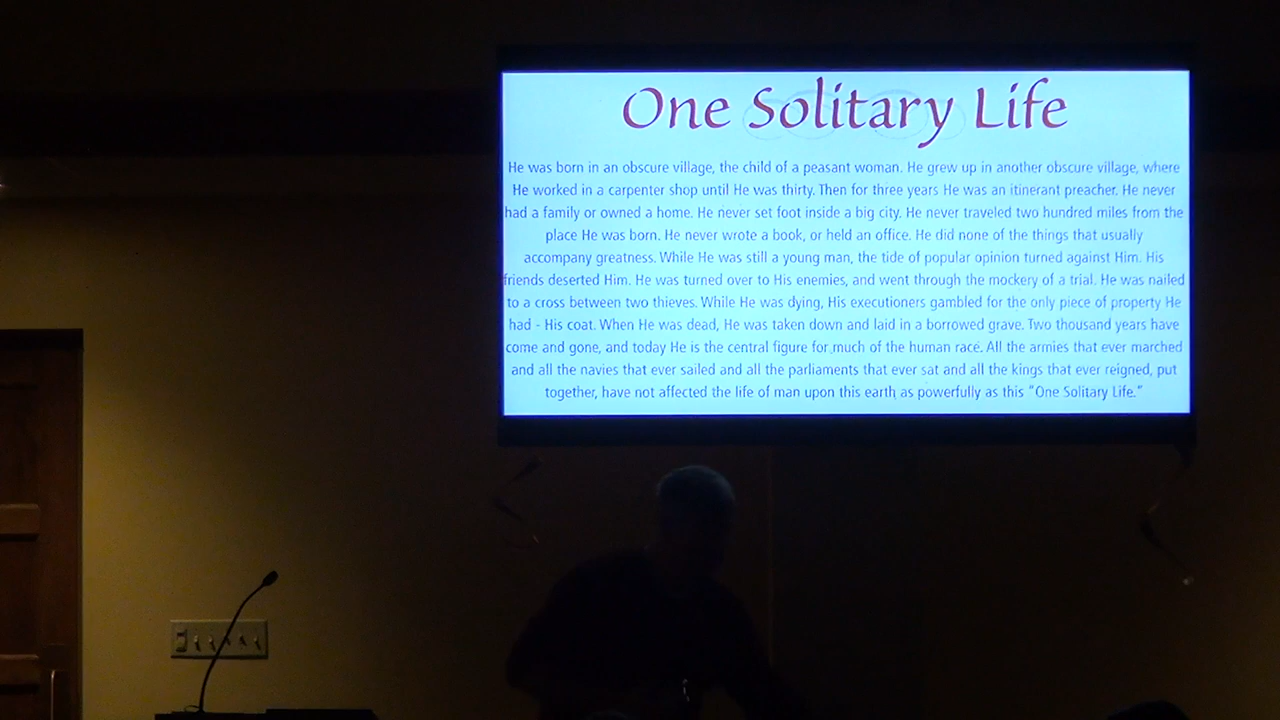 One Solitary Life
He was born in an obscure village, the child of a peasant woman. He grew up in another obscure village, where
He worked in a carpenter shop until He was thirty. Then for three years He was an itinerant preacher. He never
had a family or owned a home. He never set foot inside a big city. He never traveled two hundred miles from the
place He was born. He never wrote a book, or held an office. He did none of the things that usually
accompany greatness. While He was still a young man, the tide of popular opinion turned against Him. His
friends deserted Him. He was turned over to His enemies, and went through the mockery of a trial. He was nailed
to a cross between two thieves. While He was dying, His executioners gambled for the only piece of property He
had - His coat. When He was dead, He was taken down and laid in a borrowed grave. Two thousand years have
come and gone, and today He is the central figure for much of the human race. All the armies that ever marched
and all the navies that ever sailed and all the parliaments that ever sat and all the kings that ever reigned, put
together, have not affected the life of man upon this earth as powerfully as this “One Solitary Life.”